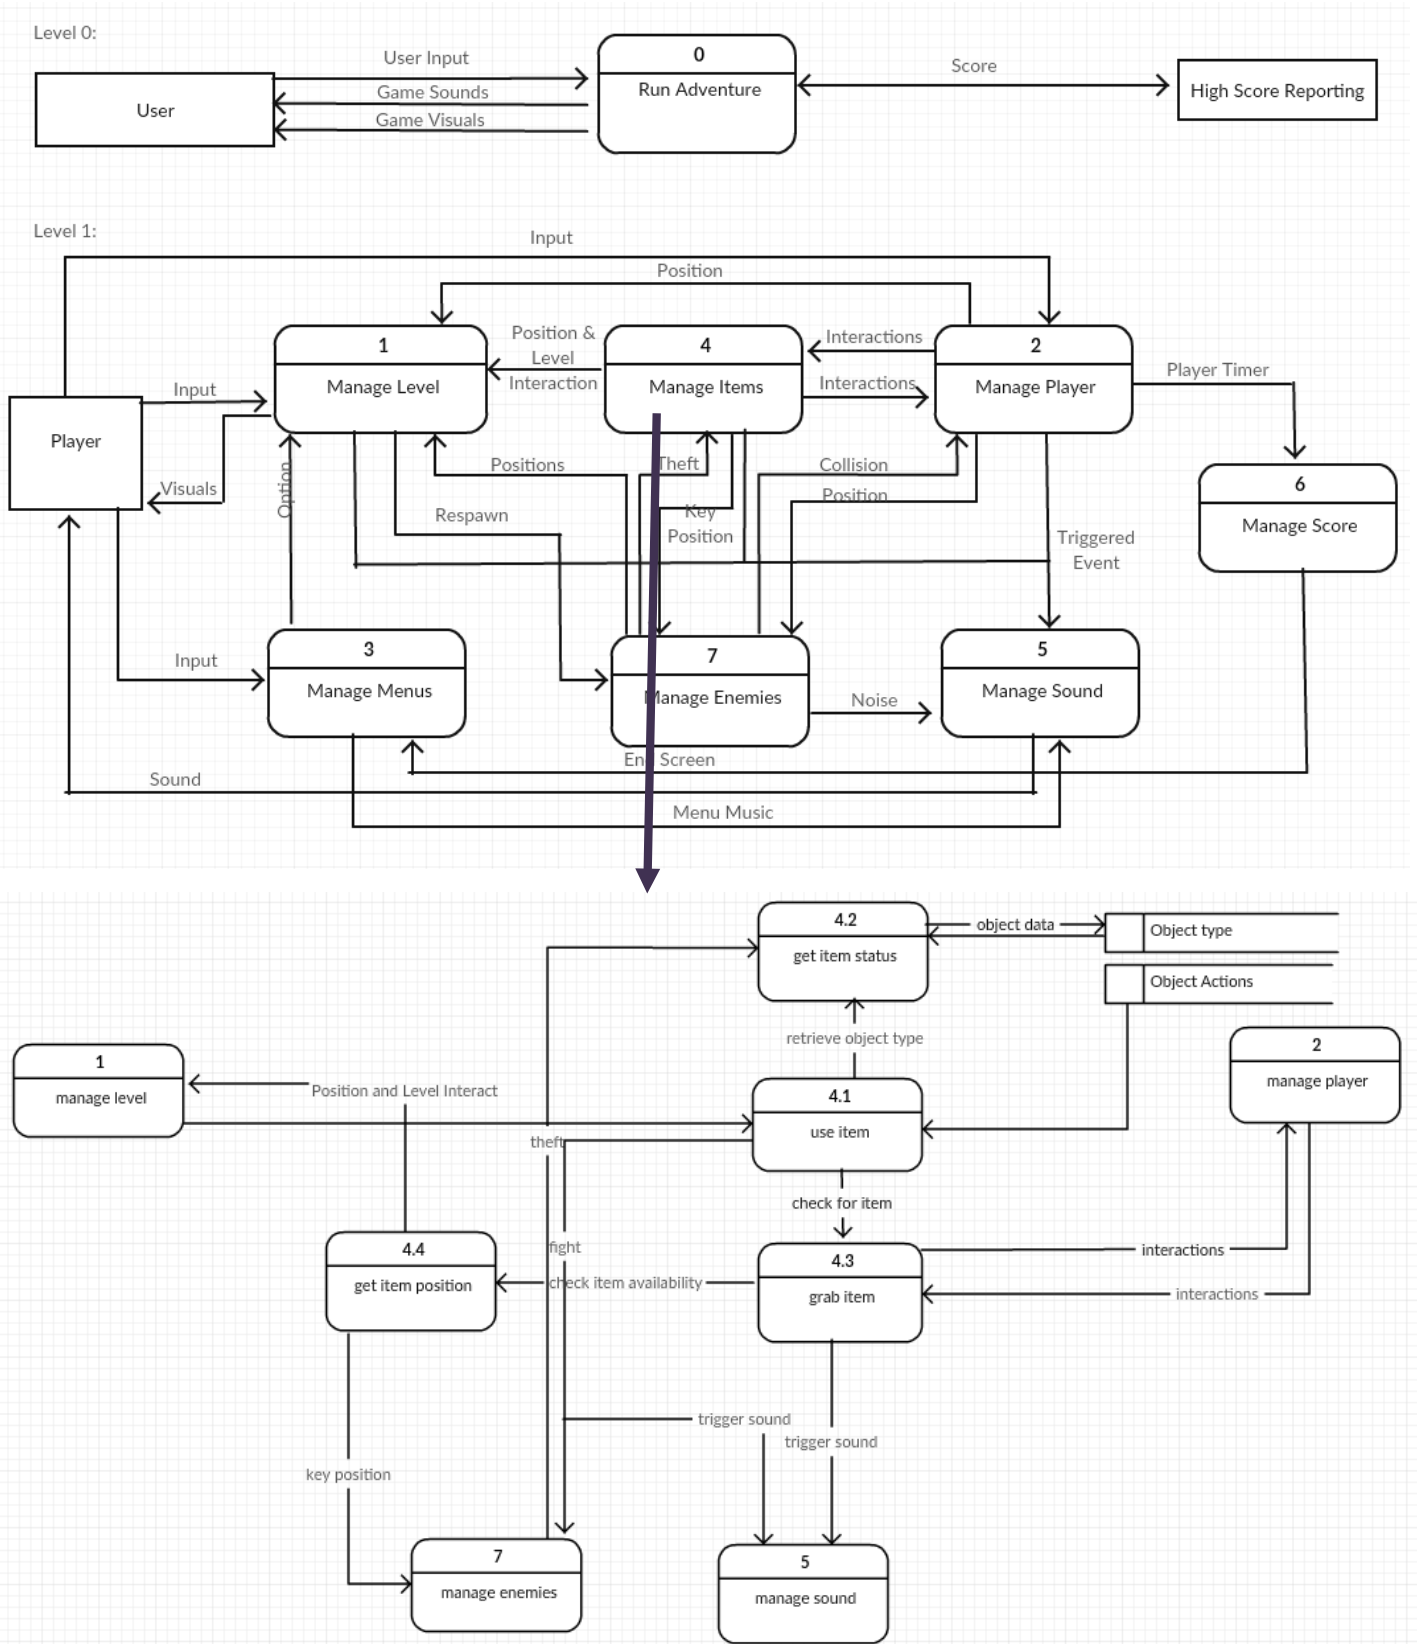 Level 0:
User Input
Game Sounds
Game Visuals
User
0
Run Adventure
Score
High Score Reporting
Level 1:
Input
Position
1
Manage Level
Position &
Level
Interaction
4
Manage Items
Interactions
Interactions
2
Manage Player
Player Timer
Input
Player
Visuals
Option
Positions
Theft
Collision
Position
Key
Position
Respawn
Triggered
Event
6
Manage Score
Input
3
Manage Menus
7
Manage Enemies
Noise
5
Manage Sound
End Screen
Sound
Menu Music
4.2
get item status
object data
Object type
Object Actions
retrieve object type
1
manage level
Position and Level Interact
4.1
use item
2
manage player
theft
check for item
4.4
get item position
fight
check item availability
4.3
grab item
interactions
interactions
trigger sound
trigger sound
key position
7
manage enemies
5
manage sound